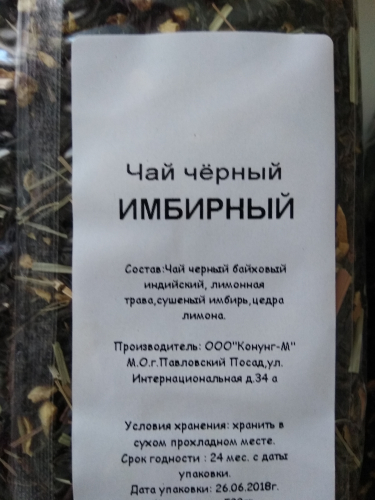 Чай чёрный
ИМБИРНЫЙ
Состав:Чай черный байховый
индийский, лимонная
трава,сушеный имбирь,цедра
лимона.
Производитель: ООО"Конунг-М"
М.О.г.Павловский Посад,ул.
Интернациональная д.34 а
Условия хранения: хранить в
сухом прохладном месте.
Срок годности : 24 мес. с даты
упаковки.
Дата упаковки: 26.06.2018г.